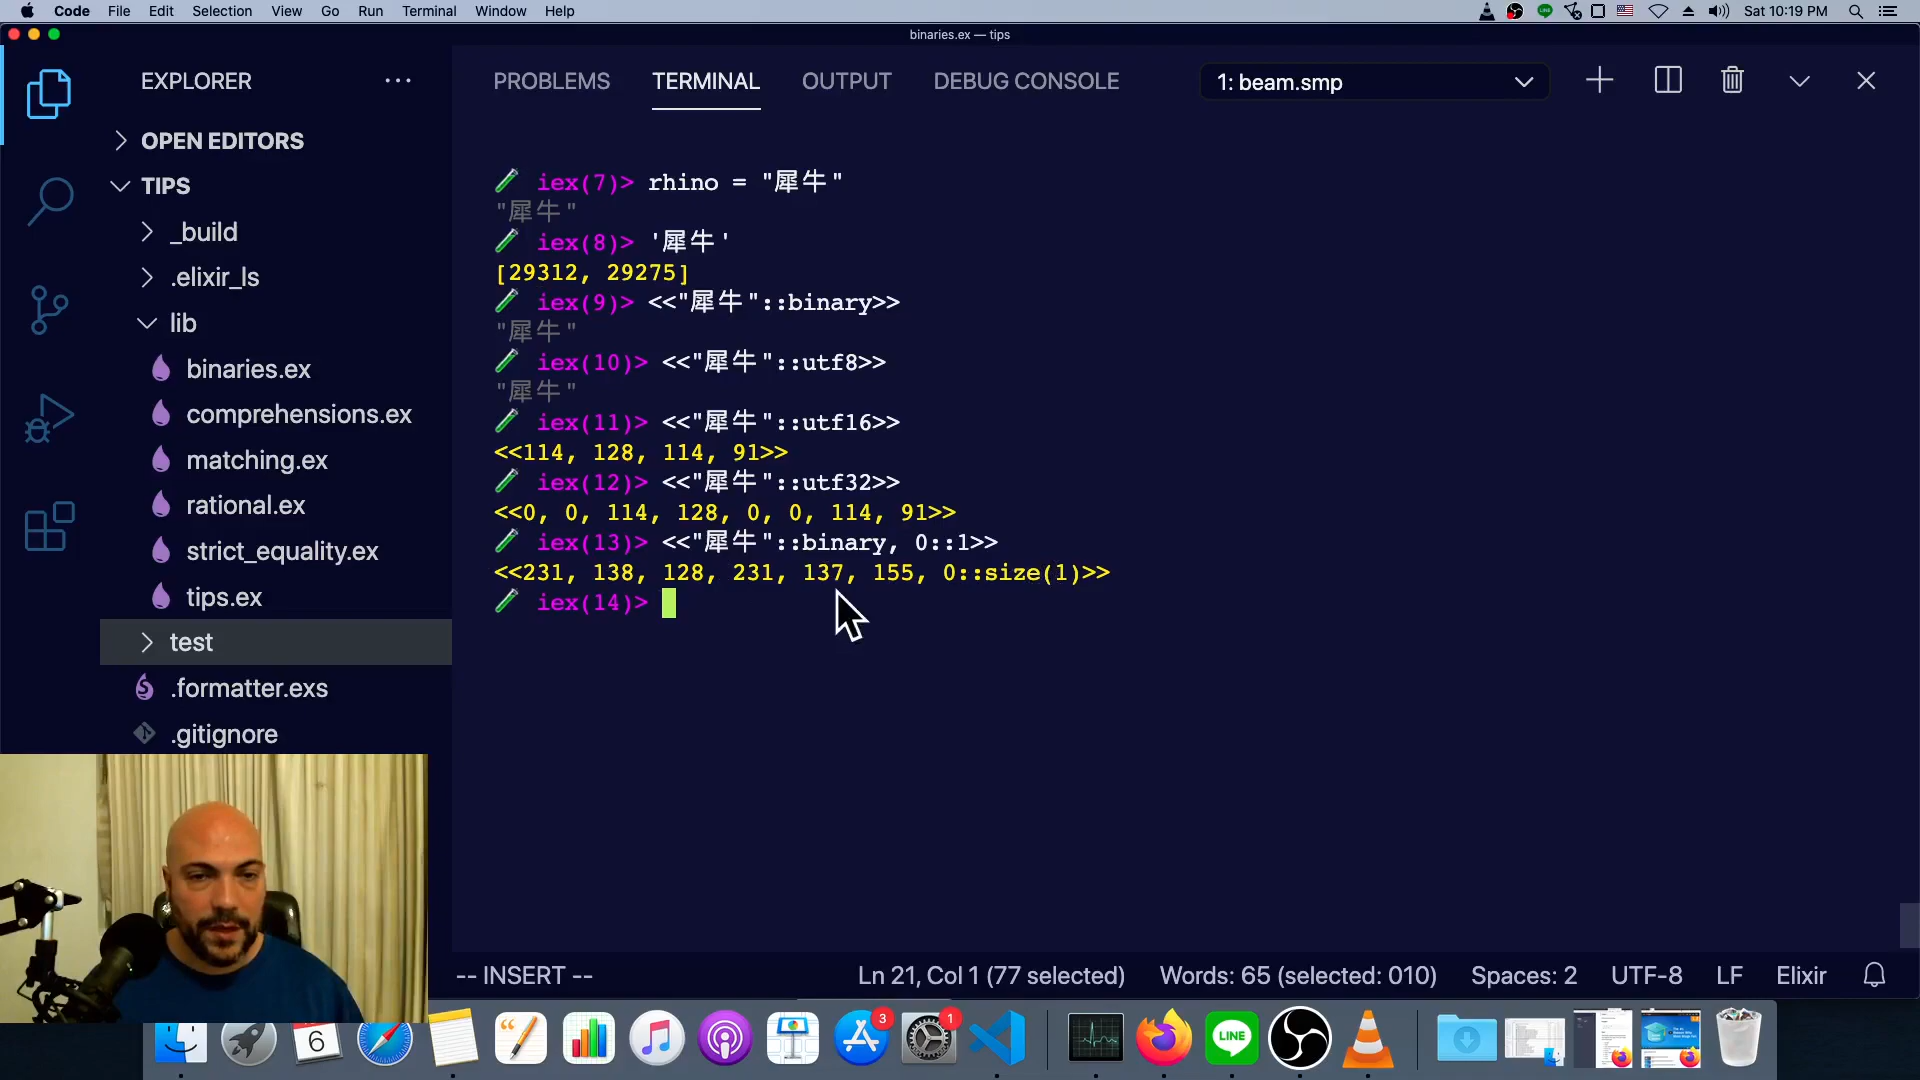 Code File Edit Selection View Go Run Terminal Window Help
LINE
Sat 10:19 PM
binaries.ex — tips
EXPLORER
OPEN EDITORS
TIPS
_build
.elixir_ls
lib
binaries.ex
comprehensions.ex
matching.ex
rational.ex
strict_equality.ex
tips.ex
test
.formatter.exs
.gitignore
PROBLEMS TERMINAL OUTPUT DEBUG CONSOLE
1: beam.smp
iex(7)> rhino = "犀牛"
"犀牛"
iex(8)> '犀牛'
[29312, 29275]
iex(9)> <<"犀牛"::binary>>
"犀牛"
iex(10)> <<"犀牛"::utf8>>
"犀牛"
iex(11)> <<"犀牛"::utf16>>
<<114, 128, 114, 91>>
iex(12)> <<"犀牛"::utf32>>
<<0, 0, 114, 128, 0, 0, 114, 91>>
iex(13)> <<"犀牛"::binary, 0::1>>
<<231, 138, 128, 231, 137, 155, 0::size(1)>>
iex(14)>
-- INSERT --
Ln 21, Col 1 (77 selected) Words: 65 (selected: 010) Spaces: 2 UTF-8 LF Elixir
6
3
1
LINE